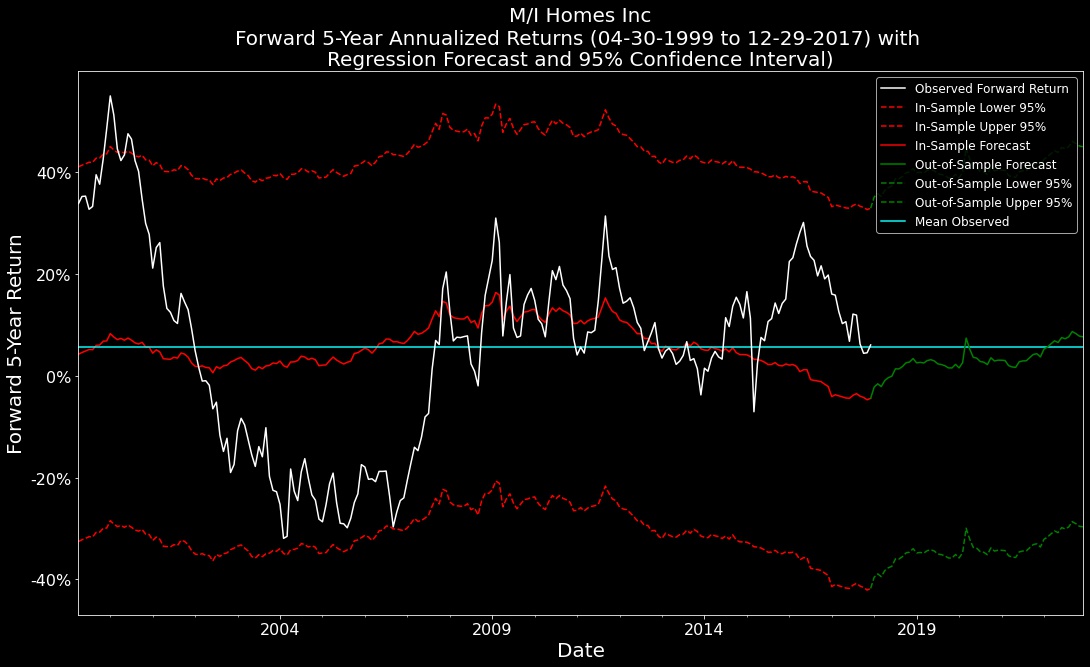 M/I Homes Inc
Forward 5-Year Annualized Returns (04-30-1999 to 12-29-2017) with
Regression Forecast and 95% Confidence Interval)
Observed Forward Return
In-Sample Lower 95%
In-Sample Upper 95%
In-Sample Forecast
Out-of-Sample Forecast
Out-of-Sample Lower 95%
Out-of-Sample Upper 95%
Mean Observed
Forward 5-Year Return
40%
20%
0%
-20%
-40%
2004
2009
2014
2019
Date